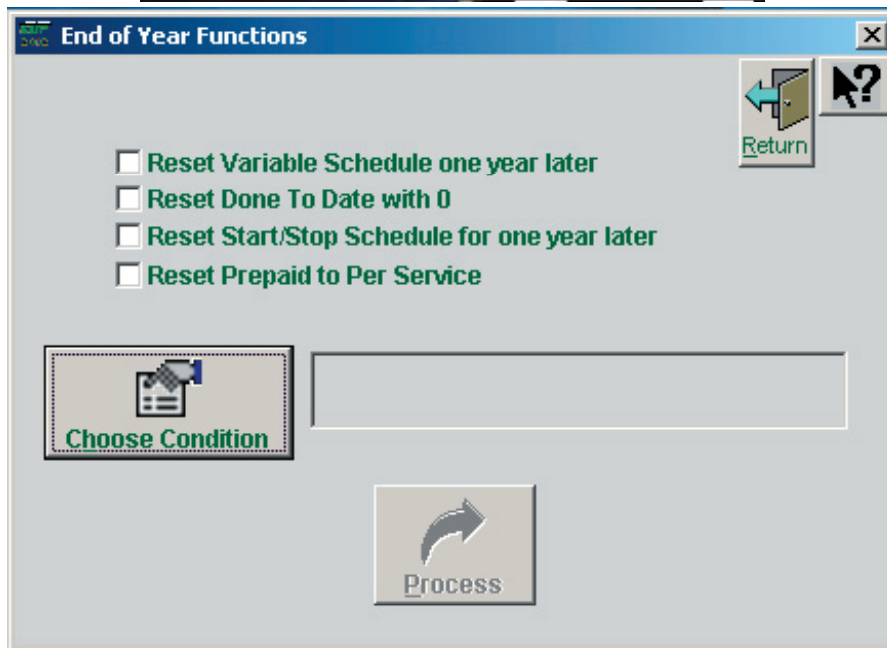 End of Year Functions
Return
Reset Variable Schedule one year later
Reset Done To Date with 0
Reset Start/Stop Schedule for one year later
Reset Prepaid to Per Service
Choose Condition
Process